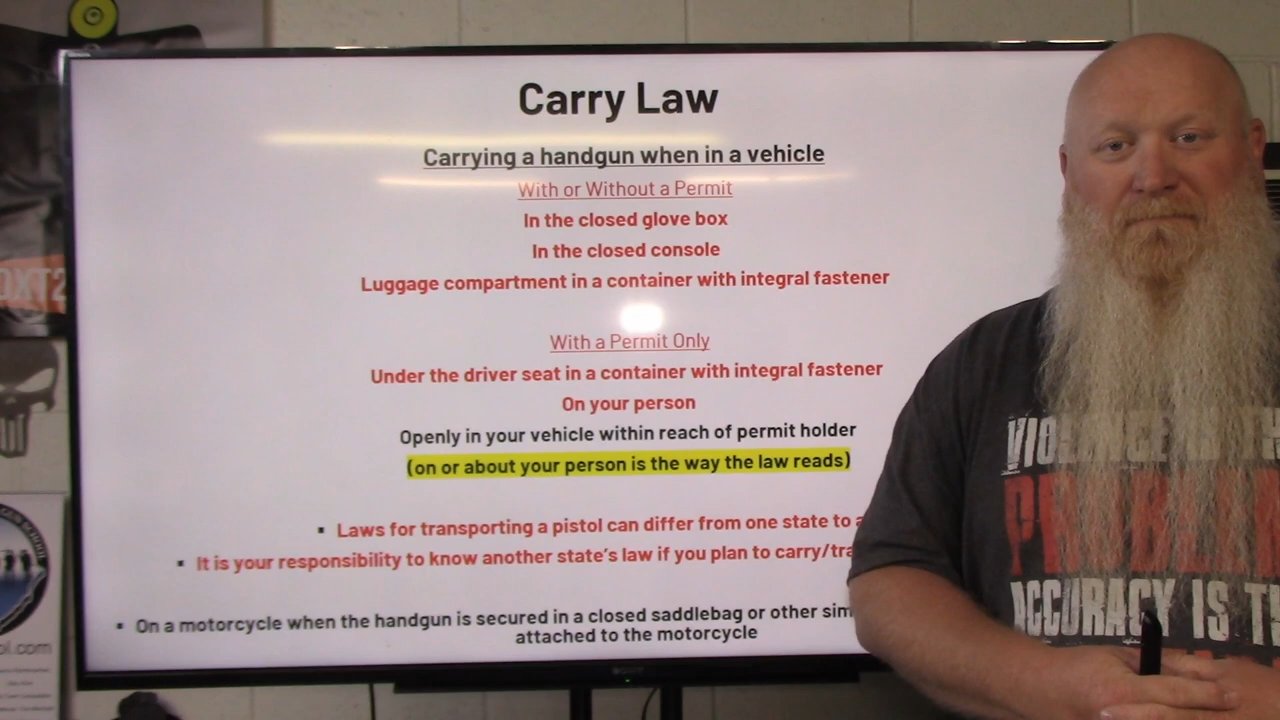 Carry Law
Carrying a handgun when in a vehicle
With or Without a Permit
In the closed glove box
In the closed console
Luggage compartment in a container with integral fastener
With a Permit Only
Under the driver seat in a container with integral fastener
On your person
Openly in your vehicle within reach of permit holder
(on or about your person is the way the law reads)
▪ Laws for transporting a pistol can differ from one state to
▪ It is your responsibility to know another state's law if you plan to carry/tra
▪ On a motorcycle when the handgun is secured in a closed saddlebag or other sim
attached to the motorcycle
OXT2
SCHOOL
ol.com
ACCURACY IS